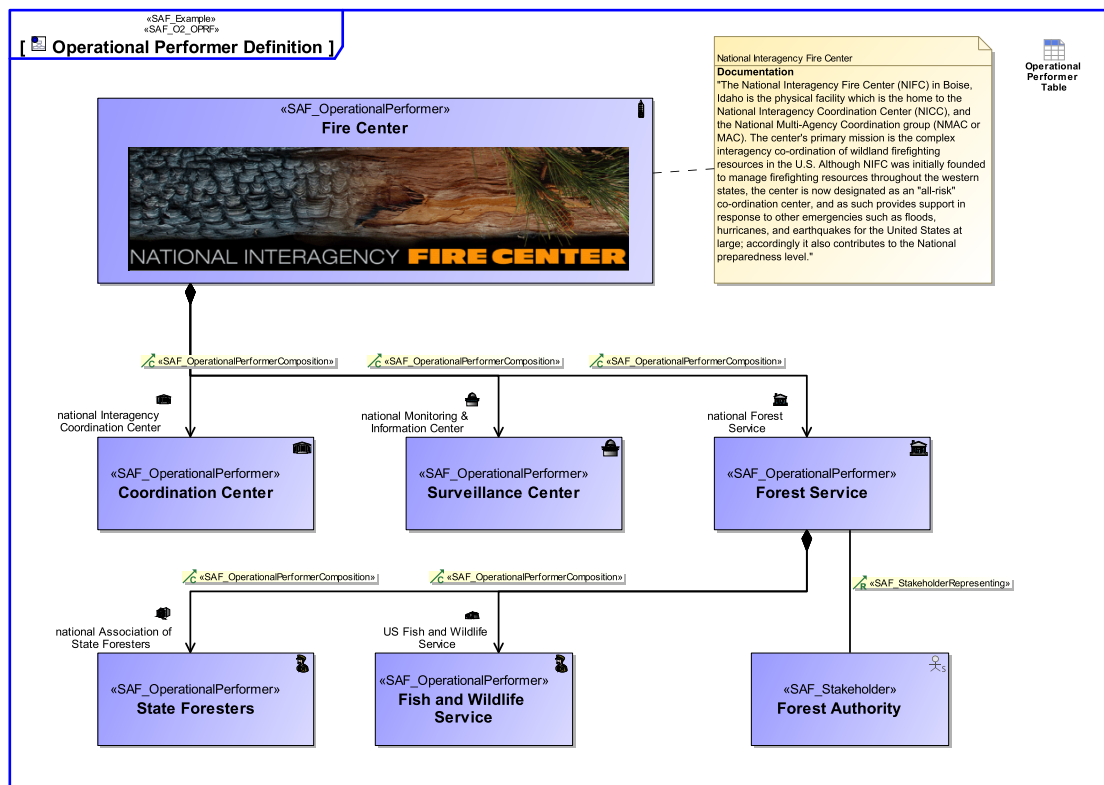 «SAF_Example»
«SAF_O2_OPRF»
[ Operational Performer Definition ]
National Interagency Fire Center
Documentation
"The National Interagency Fire Center (NIFC) in Boise,
Idaho is the physical facility which is the home to the
National Interagency Coordination Center (NICC), and
the National Multi-Agency Coordination group (NMAC or
MAC). The center's primary mission is the complex
interagency co-ordination of wildland firefighting
resources in the U.S. Although NIFC was initially founded
to manage firefighting resources throughout the western
states, the center is now designated as an "all-risk"
co-ordination center, and as such provides support in
response to other emergencies such as floods,
hurricanes, and earthquakes for the United States at
large; accordingly it also contributes to the National
preparedness level."
Operational
Performer
Table
«SAF_OperationalPerformer»
Fire Center
NATIONAL INTERAGENCY FIRE CENTER
C «SAF_OperationalPerformerComposition»
C «SAF_OperationalPerformerComposition»
C «SAF_OperationalPerformerComposition»
national Interagency
Coordination Center
national Monitoring &
Information Center
national Forest
Service
«SAF_OperationalPerformer»
Coordination Center
«SAF_OperationalPerformer»
Surveillance Center
«SAF_OperationalPerformer»
Forest Service
C «SAF_OperationalPerformerComposition»
C «SAF_OperationalPerformerComposition»
R «SAF_StakeholderRepresenting»
national Association of
State Foresters
US Fish and Wildlife
Service
«SAF_OperationalPerformer»
State Foresters
«SAF_OperationalPerformer»
Fish and Wildlife
Service
S
«SAF_Stakeholder»
Forest Authority